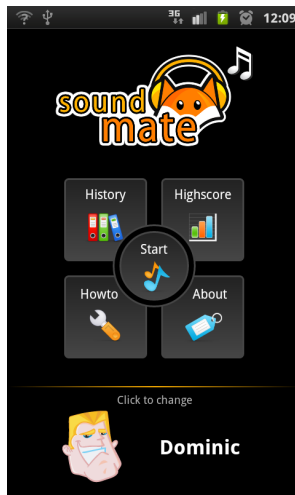 3G 12:09
sound
mate
History Highscore
Start
Howto About
Click to change
Dominic